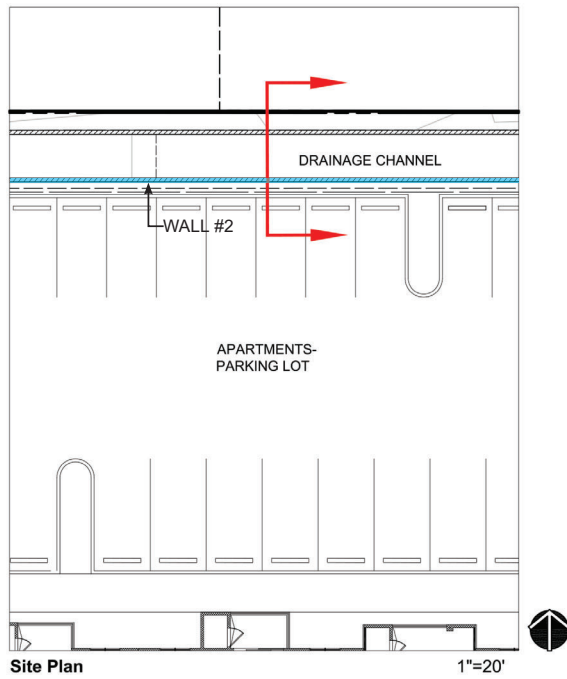 DRAINAGE CHANNEL
WALL #2
APARTMENTS-
PARKING LOT
Site Plan
1"=20'